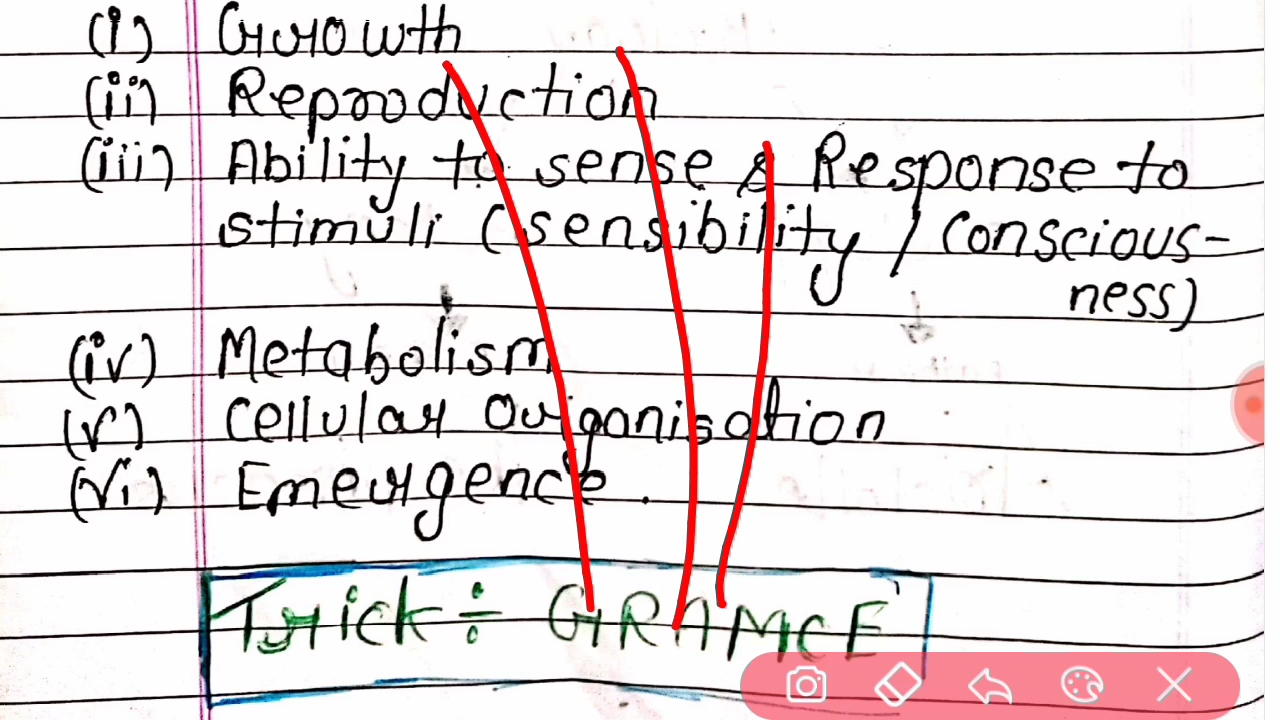 (i) Growth
(ii) Reproduction
(iii) Ability to sense & Response to
stimuli (sensibility / Conscious-
ness)
(iv) Metabolism
(v) Cellular Organisation
(vi) Emergence.
Trick÷ GRAMCE